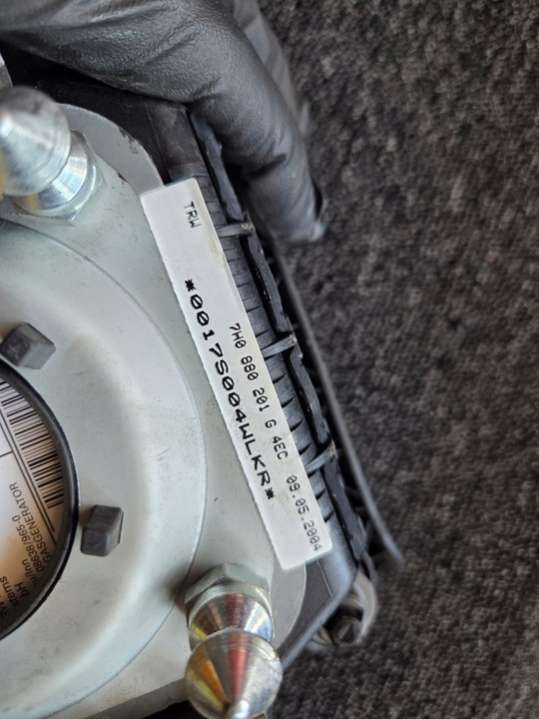 TRW
7H0 880 201 G 4EC 09.05.2004
*0017S004WLKR*
GASGENERATOR